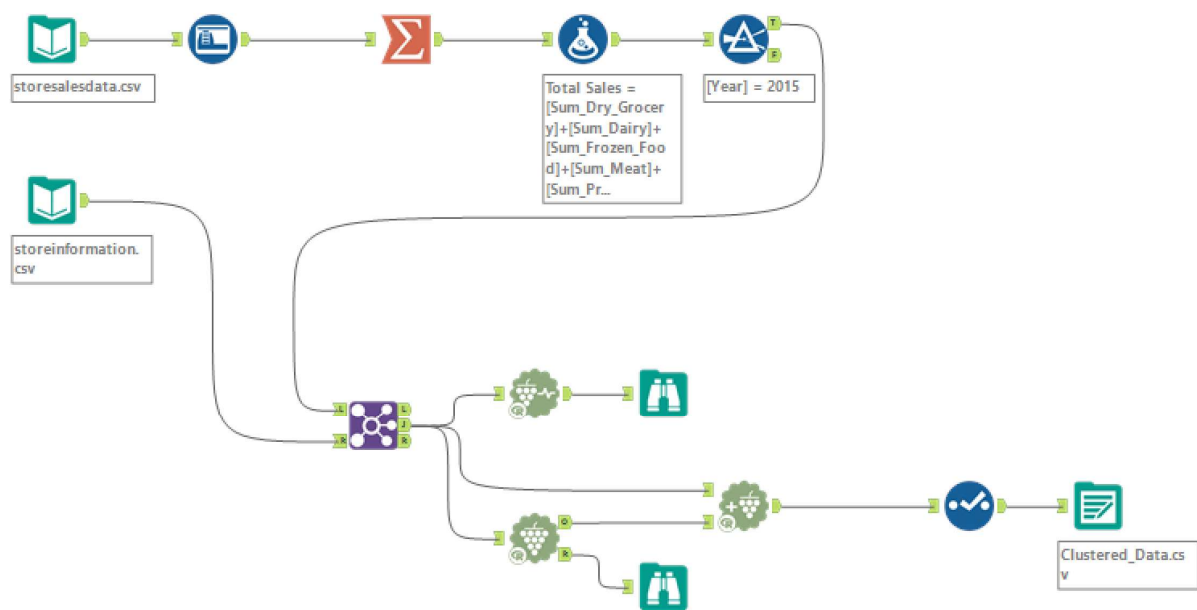 T
F
storesalesdata.csv
Total Sales =
[Sum_Dry_Grocer
y]+[Sum_Dairy]+
[Sum_Frozen_Foo
d]+[Sum_Meat]+
[Sum_Pr...
[Year] = 2015
storeinformation.
csv
L
R
L
J
R
R
O
R
R
R
Clustered_Data.cs
v